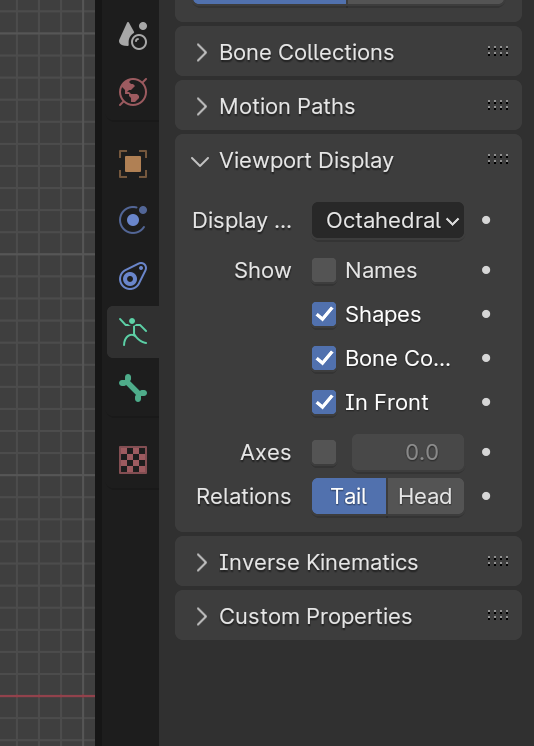 Bone Collections
Motion Paths
Viewport Display
Display ... Octahedral
Show Names
Shapes
Bone Co...
In Front
Axes 0.0
Relations Tail Head
Inverse Kinematics
Custom Properties